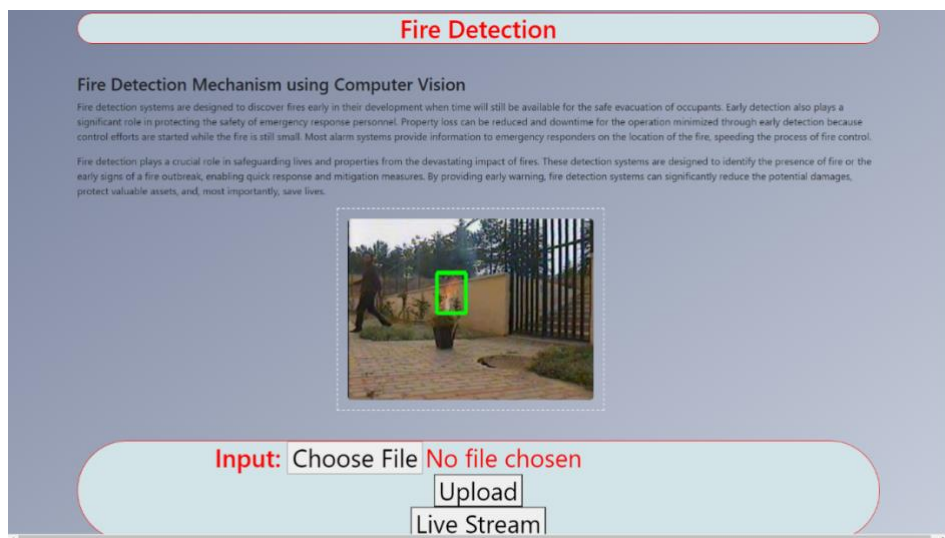 Fire Detection
Fire Detection Mechanism using Computer Vision
Fire detection systems are designed to discover fires early in their development when time will still be available for the safe evacuation of occupants. Early detection also plays a
significant role in protecting the safety of emergency response personnel. Property loss can be reduced and downtime for the operation minimized through early detection because
control efforts are started while the fire is still small. Most alarm systems provide information to emergency responders on the location of the fire, speeding the process of fire control.
Fire detection plays a crucial role in safeguarding lives and properties from the devastating impact of fires. These detection systems are designed to identify the presence of fire or the
early signs of a fire outbreak, enabling quick response and mitigation measures. By providing early warning, fire detection systems can significantly reduce the potential damages,
protect valuable assets, and, most importantly, save lives.
Input: Choose File No file chosen
Upload
Live Stream